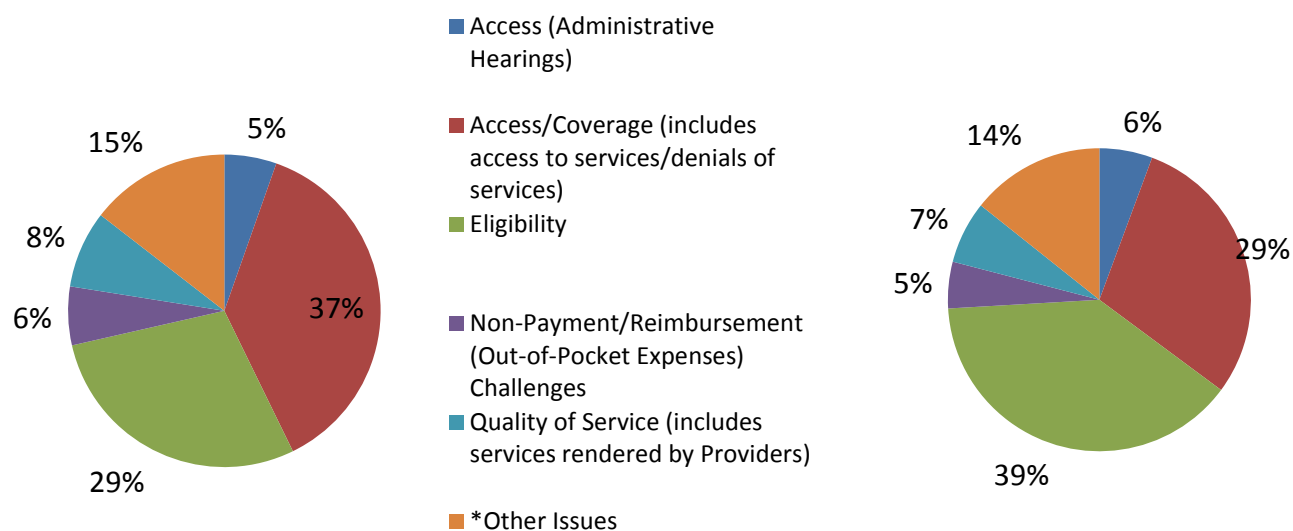 15%
5%
8%
37%
6%
29%
Access (Administrative
Hearings)
Access/Coverage (includes
access to services/denials of
services)
Eligibility
Non-Payment/Reimbursement
(Out-of-Pocket Expenses)
Challenges
Quality of Service (includes
services rendered by Providers)
*Other Issues
14%
6%
7%
29%
5%
39%